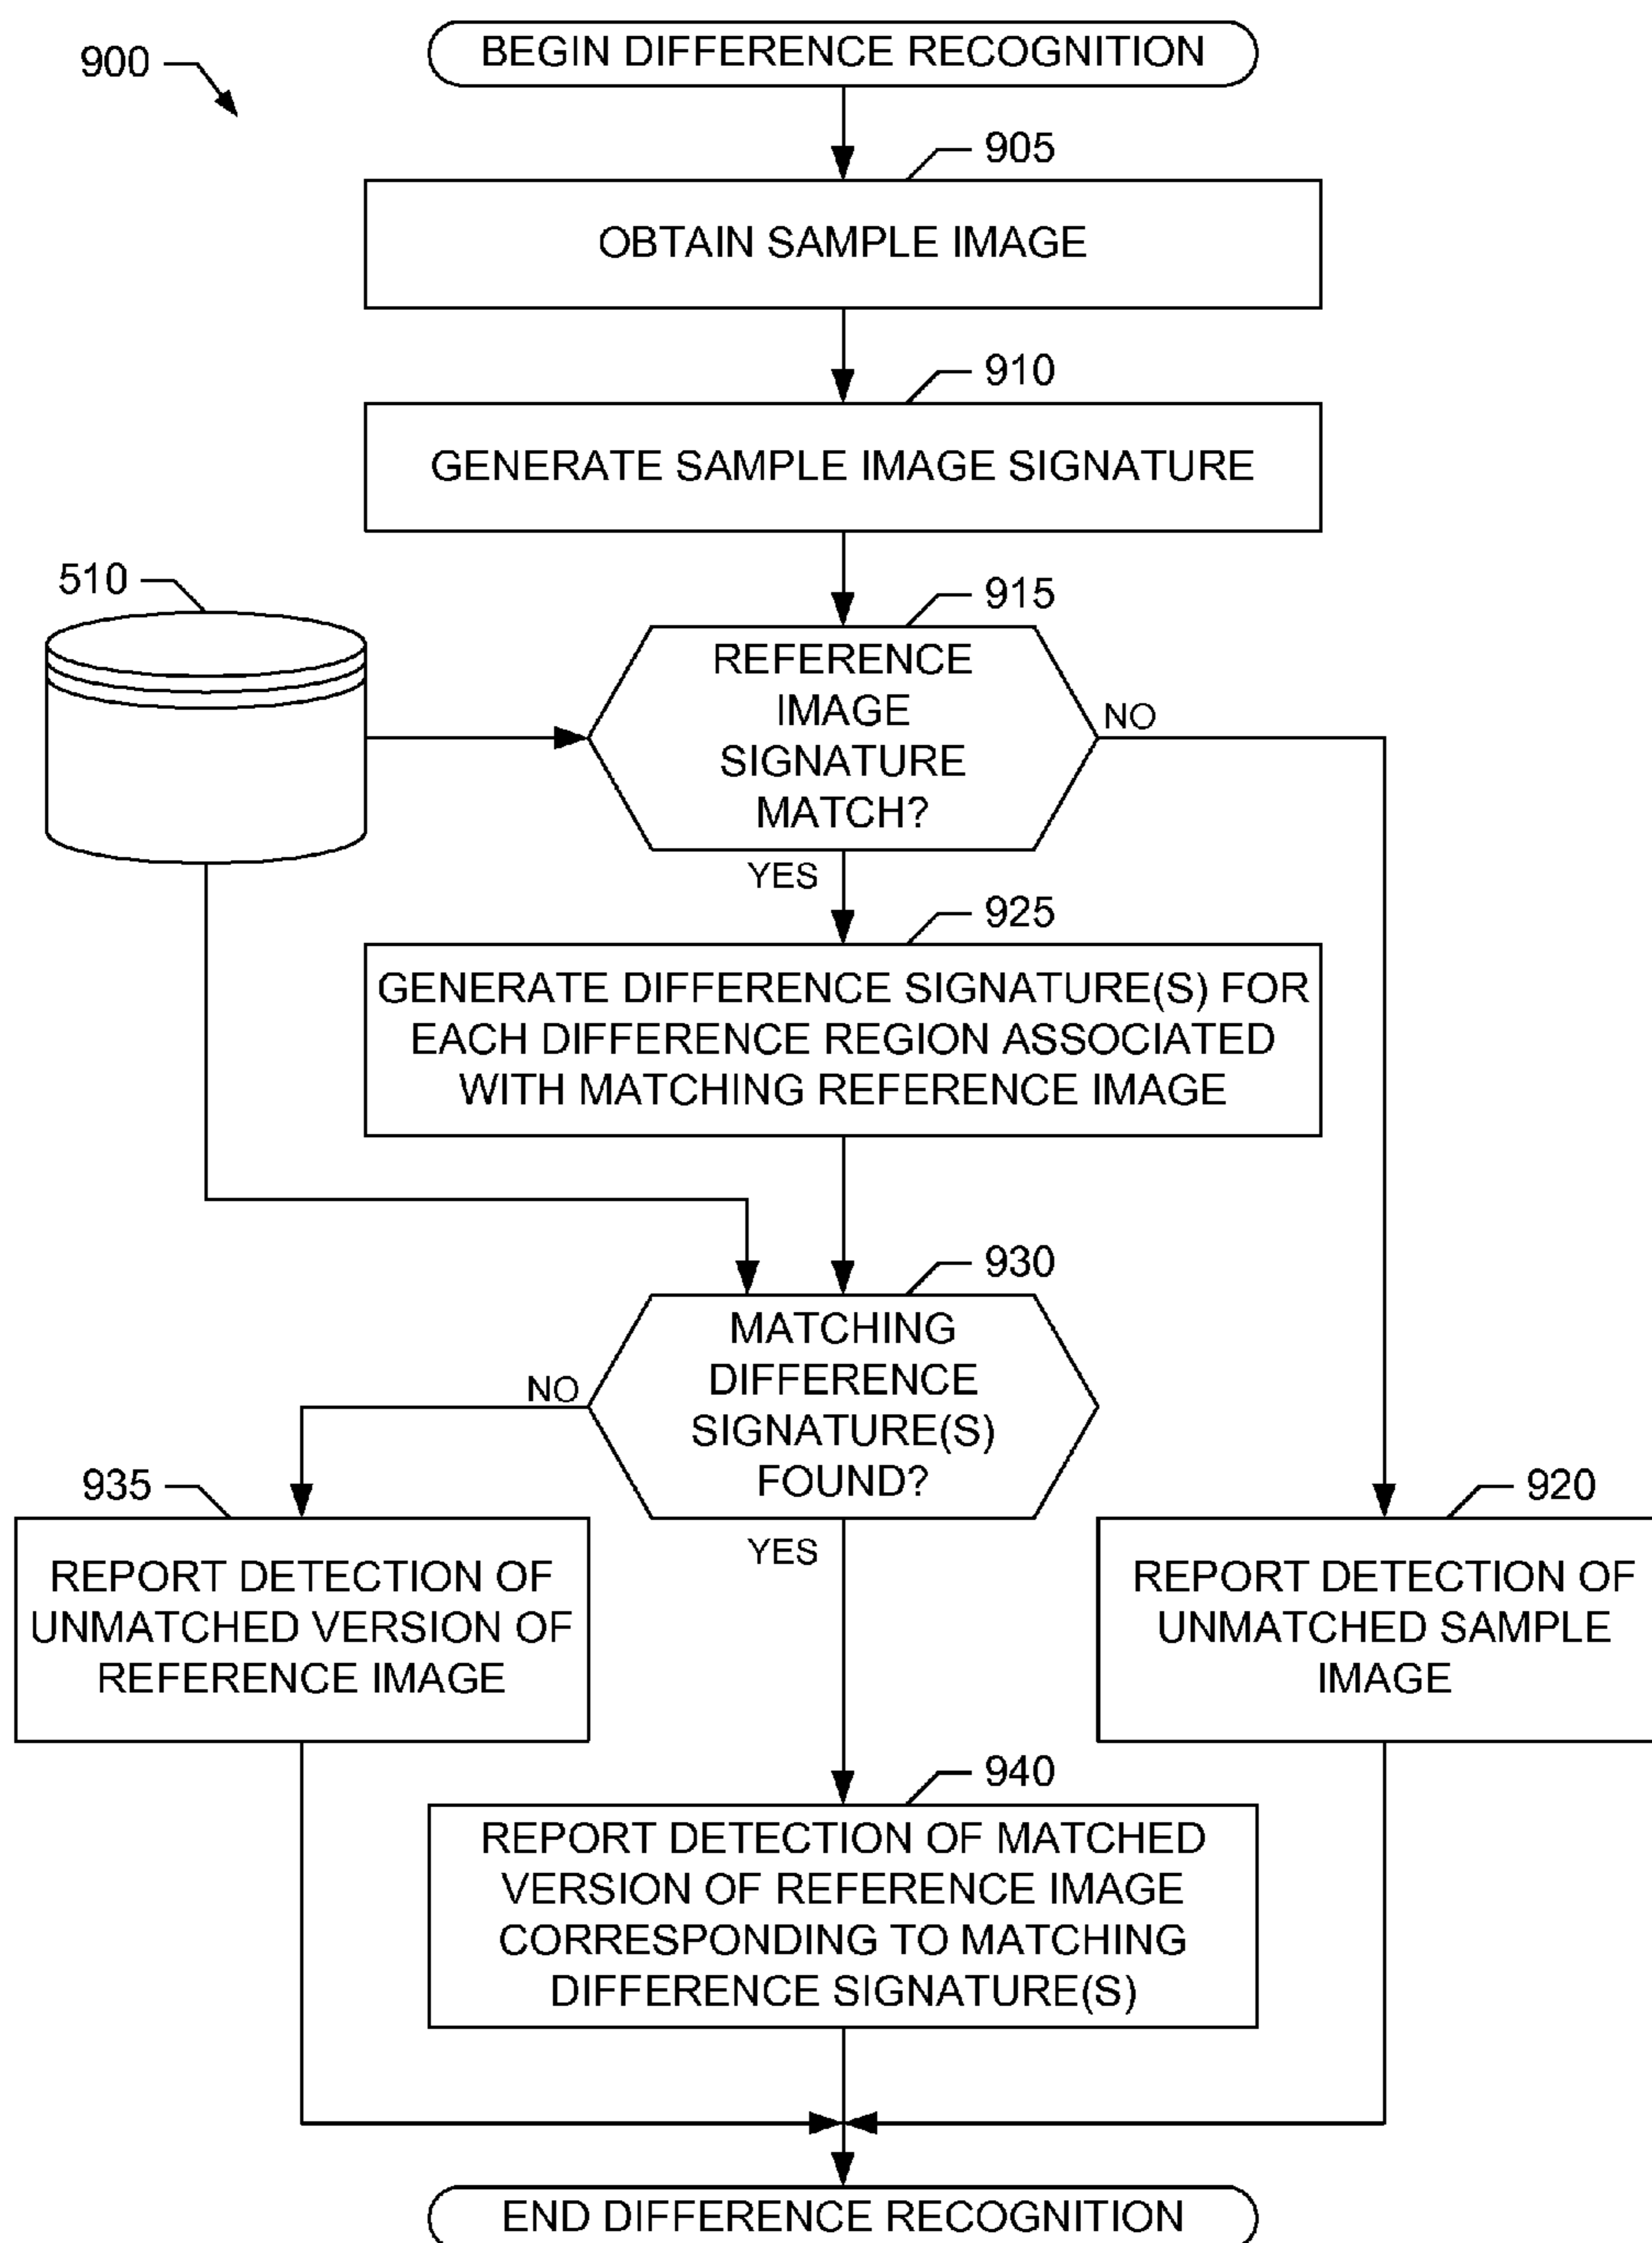 900
BEGIN DIFFERENCE RECOGNITION
905
OBTAIN SAMPLE IMAGE
910
GENERATE SAMPLE IMAGE SIGNATURE
510
915
REFERENCE
IMAGE
SIGNATURE
MATCH?
NO
YES
925
GENERATE DIFFERENCE SIGNATURE(S) FOR
EACH DIFFERENCE REGION ASSOCIATED
WITH MATCHING REFERENCE IMAGE
930
MATCHING
DIFFERENCE
SIGNATURE(S)
FOUND?
NO
YES
935
REPORT DETECTION OF
UNMATCHED VERSION OF
REFERENCE IMAGE
920
REPORT DETECTION OF
UNMATCHED SAMPLE
IMAGE
940
REPORT DETECTION OF MATCHED
VERSION OF REFERENCE IMAGE
CORRESPONDING TO MATCHING
DIFFERENCE SIGNATURE(S)
END DIFFERENCE RECOGNITION